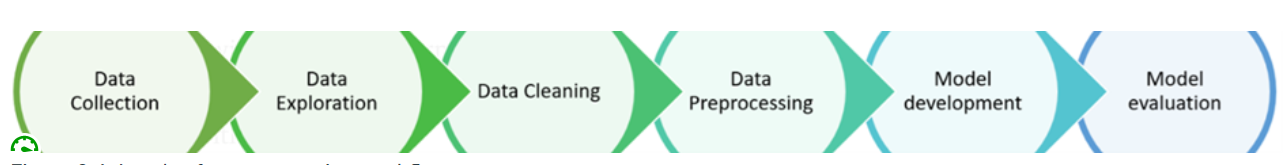 Data
Collection
Data
Exploration
Data Cleaning
Data
Preprocessing
Model
development
Model
evaluation